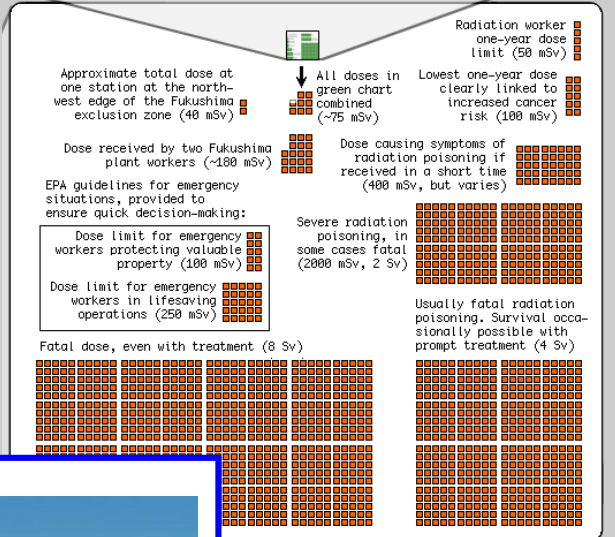 Radiation worker
one-year dose
limit (50 mSv)
Approximate total dose at
one station at the north-
west edge of the Fukushima
exclusion zone (40 mSv)
All doses in
green chart
combined
(~75 mSv)
Lowest one-year dose
clearly linked to
increased cancer
risk (100 mSv)
Dose received by two Fukushima
plant workers (~180 mSv)
Dose causing symptoms of
radiation poisoning if
received in a short time
(400 mSv, but varies)
EPA guidelines for emergency
situations, provided to
ensure quick decision-making:
Dose limit for emergency
workers protecting valuable
property (100 mSv)
Dose limit for emergency
workers in lifesaving
operations (250 mSv)
Severe radiation
poisoning, in
some cases fatal
(2000 mSv, 2 Sv)
Usually fatal radiation
poisoning. Survival occa-
sionally possible with
prompt treatment (4 Sv)
Fatal dose, even with treatment (8 Sv)